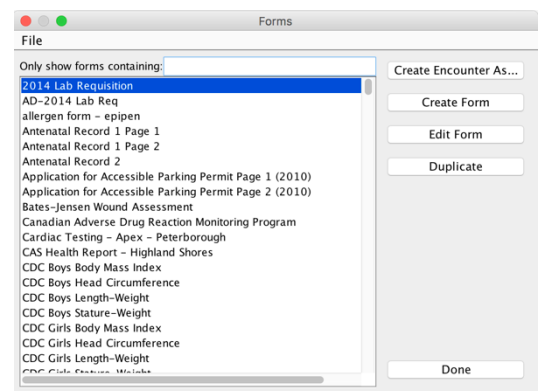 Forms
File
Only show forms containing:
2014 Lab Requisition
AD-2014 Lab Req
allergen form - epipen
Antenatal Record 1 Page 1
Antenatal Record 1 Page 2
Antenatal Record 2
Application for Accessible Parking Permit Page 1 (2010)
Application for Accessible Parking Permit Page 2 (2010)
Bates-Jensen Wound Assessment
Canadian Adverse Drug Reaction Monitoring Program
Cardiac Testing - Apex - Peterborough
CAS Health Report - Highland Shores
CDC Boys Body Mass Index
CDC Boys Head Circumference
CDC Boys Length-Weight
CDC Boys Stature-Weight
CDC Girls Body Mass Index
CDC Girls Head Circumference
CDC Girls Length-Weight
CDC Girls Stature-Weight
Create Encounter As...
Create Form
Edit Form
Duplicate
Done